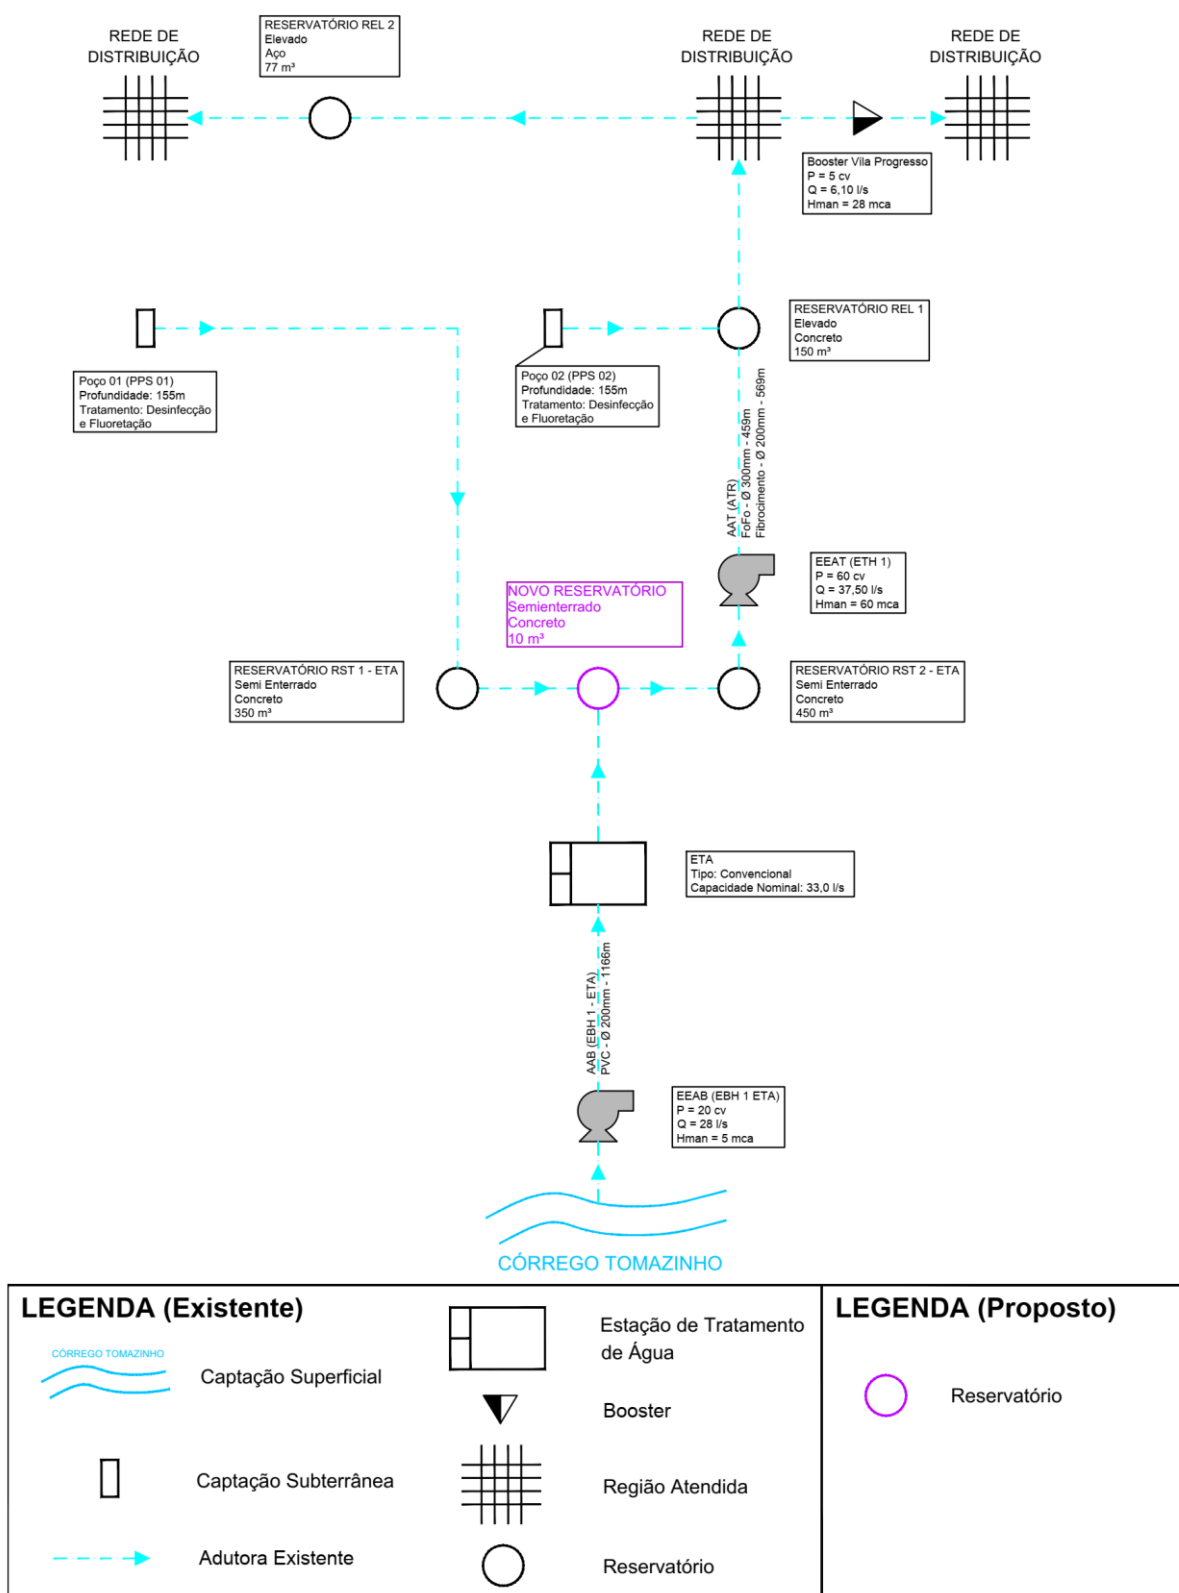 RESERVATÓRIO REL 2
Elevado
Aço
77 m³
REDE DE
DISTRIBUIÇÃO
REDE DE
DISTRIBUIÇÃO
REDE DE
DISTRIBUIÇÃO
Booster Vila Progresso
P = 5 cv
Q = 6,10 l/s
Hman = 28 mca
RESERVATÓRIO REL 1
Elevado
Concreto
150 m³
Poço 01 (PPS 01)
Profundidade: 155m
Tratamento: Desinfecção
e Fluoretação
Poço 02 (PPS 02)
Profundidade: 155m
Tratamento: Desinfecção
e Fluoretação
AAT (ATR)
FoFo - Ø 300mm - 459m
Fibrocimento - Ø 200mm - 569m
EEAT (ETH 1)
P = 60 cv
Q = 37,50 l/s
Hman = 60 mca
NOVO RESERVATÓRIO
Semienterrado
Concreto
10 m³
RESERVATÓRIO RST 1 - ETA
Semi Enterrado
Concreto
350 m³
RESERVATÓRIO RST 2 - ETA
Semi Enterrado
Concreto
450 m³
ETA
Tipo: Convencional
Capacidade Nominal: 33,0 l/s
AAB (EBH 1 - ETA)
PVC - Ø 200mm - 1166m
EEAB (EBH 1 ETA)
P = 20 cv
Q = 28 l/s
Hman = 5 mca
CÓRREGO TOMAZINHO
LEGENDA (Existente)
CÓRREGO TOMAZINHO
Captação Superficial
Captação Subterrânea
Adutora Existente
Estação de Tratamento
de Água
Booster
Região Atendida
Reservatório
LEGENDA (Proposto)
Reservatório